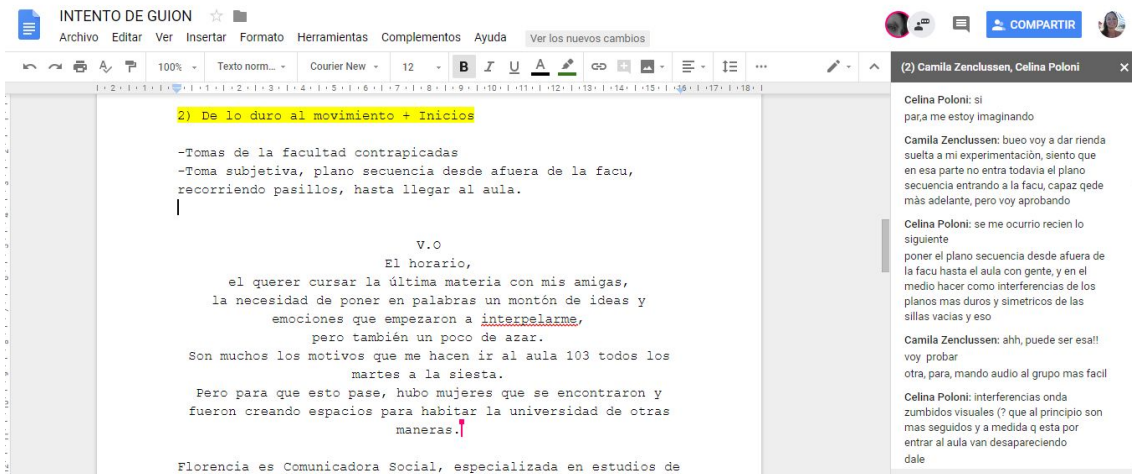 INTENTO DE GUION
Archivo Editar Ver Insertar Formato Herramientas Complementos Ayuda Ver los nuevos cambios
COMPARTIR
100% Texto norm... Courier New 12 B I U A
(2) Camila Zenclussen, Celina Poloni
2) De lo duro al movimiento + Inicios
-Tomas de la facultad contrapicadas
-Toma subjetiva, plano secuencia desde afuera de la facu,
recorriendo pasillos, hasta llegar al aula.
V.O
El horario,
el querer cursar la última materia con mis amigas,
la necesidad de poner en palabras un montón de ideas y
emociones que empezaron a interpelarme,
pero también un poco de azar.
Son muchos los motivos que me hacen ir al aula 103 todos los
martes a la siesta.
Pero para que esto pase, hubo mujeres que se encontraron y
fueron creando espacios para habitar la universidad de otras
maneras.
Florencia es Comunicadora Social, especializada en estudios de
Celina Poloni: si
par,a me estoy imaginando
Camila Zenclussen: bueo voy a dar rienda
suelta a mi experimentaciòn, siento que
en esa parte no entra todavia el plano
secuencia entrando a la facu, capaz qede
màs adelante, pero voy aprobando
Celina Poloni: se me ocurrio recien lo
siguiente
poner el plano secuencia desde afuera de
la facu hasta el aula con gente, y en el
medio hacer como interferencias de los
planos mas duros y simetricos de las
sillas vacias y eso
Camila Zenclussen: ahh, puede ser esa!!
voy probar
otra, para, mando audio al grupo mas facil
Celina Poloni: interferencias onda
zumbidos visuales (? que al principio son
mas seguidos y a medida q esta por
entrar al aula van desapareciendo
dale